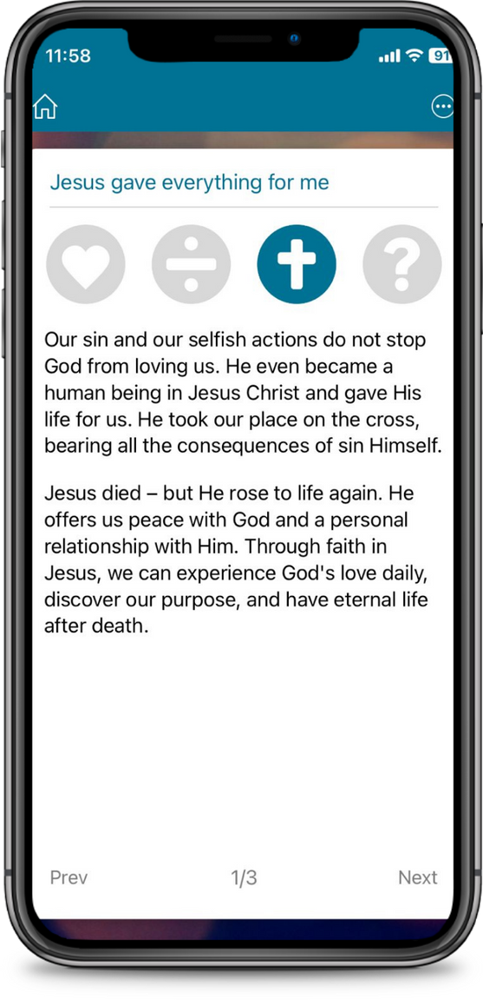 11:58
91
Jesus gave everything for me
Our sin and our selfish actions do not stop
God from loving us. He even became a
human being in Jesus Christ and gave His
life for us. He took our place on the cross,
bearing all the consequences of sin Himself.
Jesus died – but He rose to life again. He
offers us peace with God and a personal
relationship with Him. Through faith in
Jesus, we can experience God's love daily,
discover our purpose, and have eternal life
after death.
Prev 1/3 Next